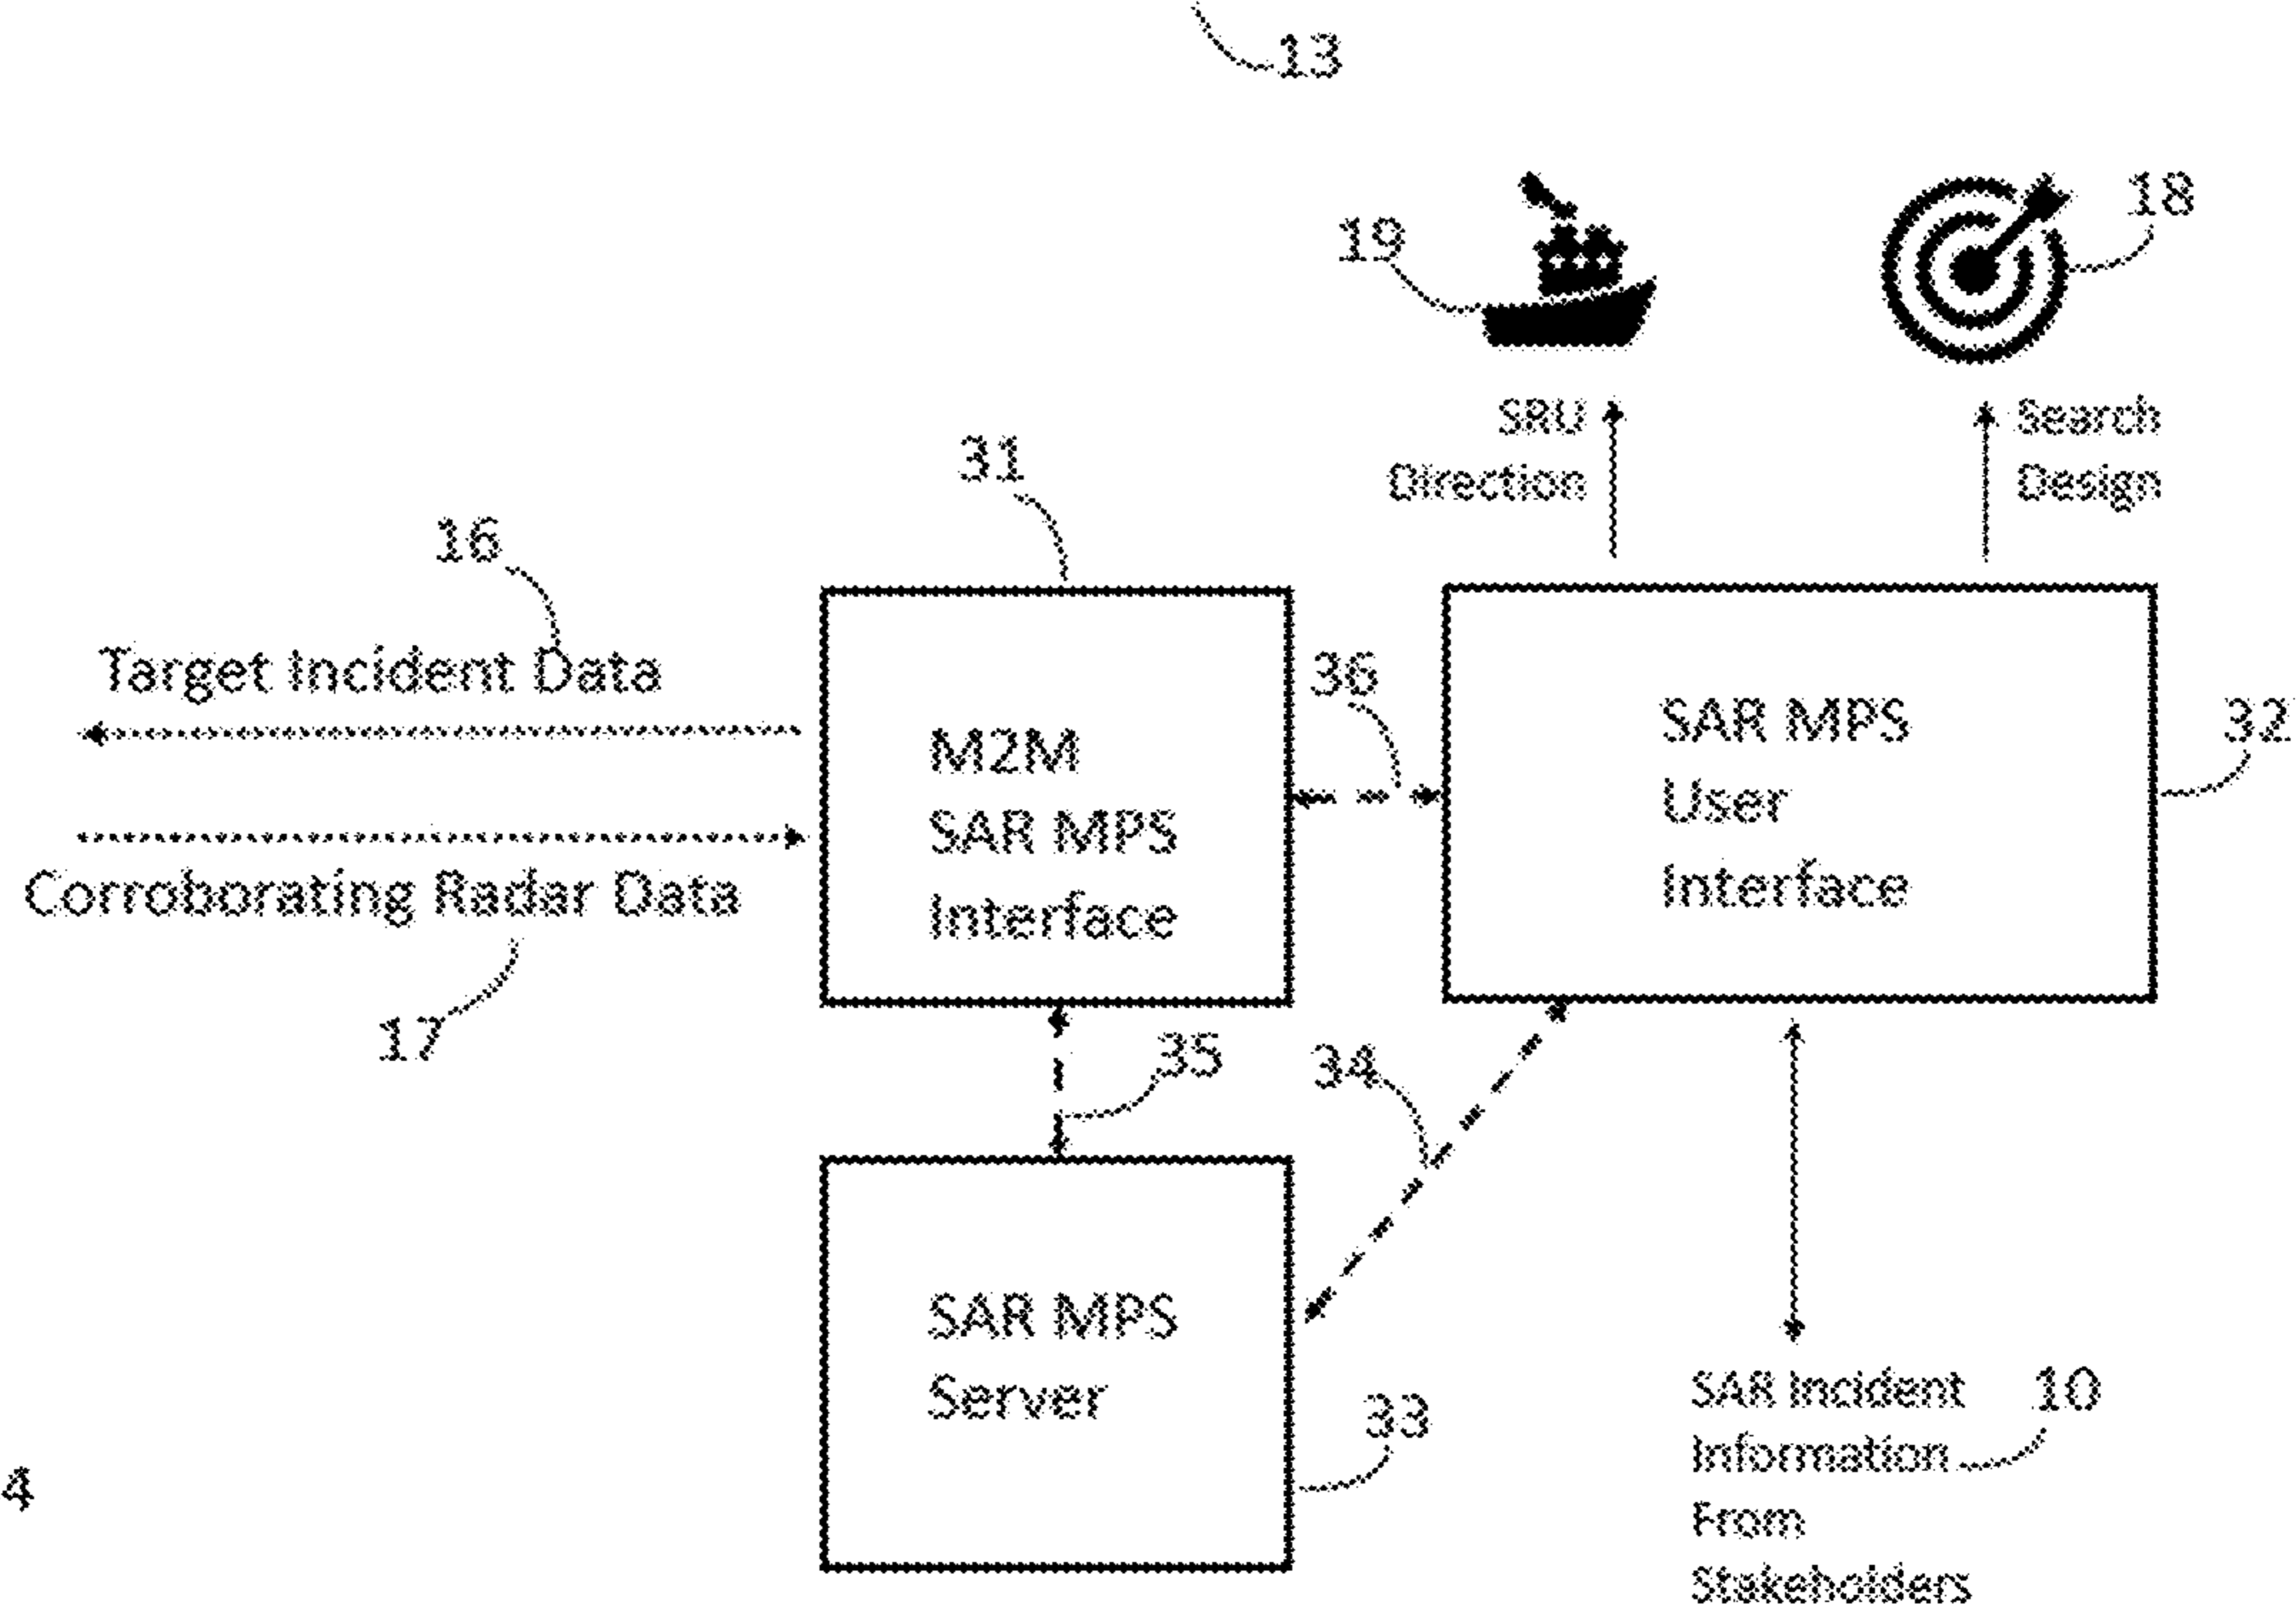 13
19
18
SRU
Direction
Search
Design
31
16
Target Incident Data
36
M2M
SAR MPS
Interface
SAR MPS
User
Interface
32
Corroborating Radar Data
17
35
34
SAR MPS
Server
33
SAR Incident
Information
From
Stakeholders
10
4